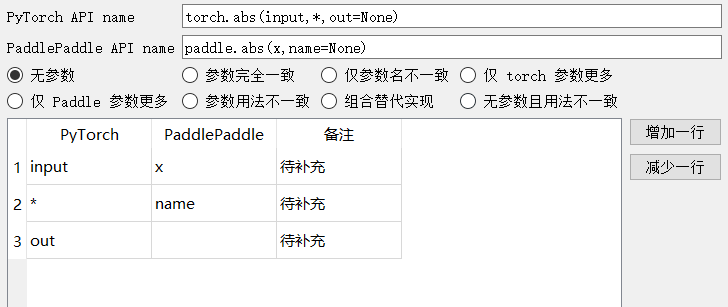 PyTorch API name torch.abs(input,*,out=None)
PaddlePaddle API name paddle.abs(x,name=None)
无参数 参数完全一致 仅参数名不一致 仅 torch 参数更多
仅 Paddle 参数更多 参数用法不一致 组合替代实现 无参数且用法不一致
PyTorch PaddlePaddle 备注 增加一行
1 input x 待补充 减少一行
2 * name 待补充
3 out 待补充